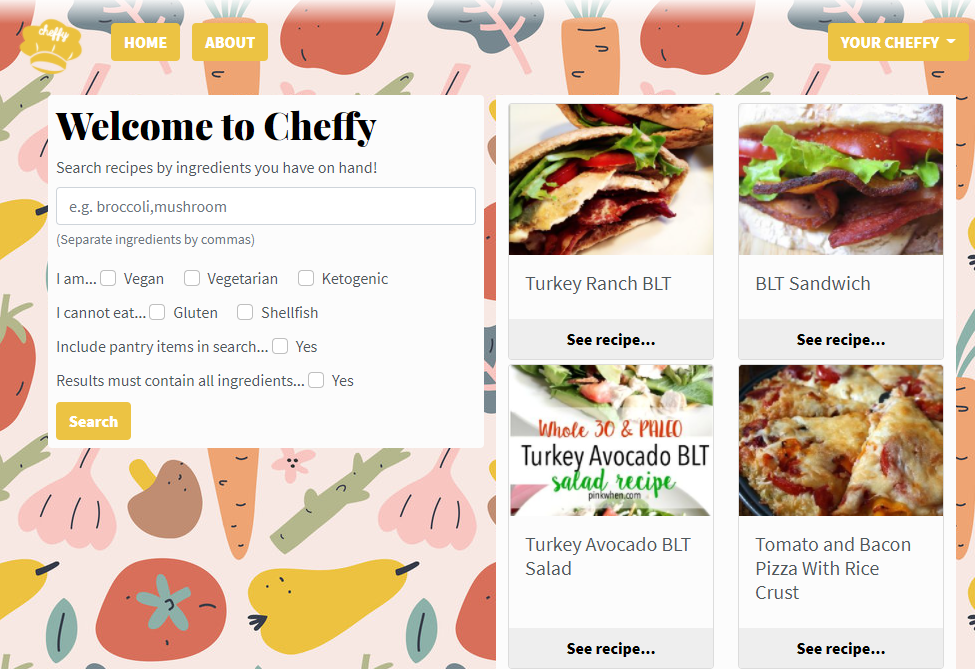 cheffy
HOME
ABOUT
YOUR CHEFFY
Welcome to Cheffy
Search recipes by ingredients you have on hand!
e.g. broccoli,mushroom
(Separate ingredients by commas)
I am... Vegan Vegetarian Ketogenic
I cannot eat... Gluten Shellfish
Include pantry items in search... Yes
Results must contain all ingredients... Yes
Search
Turkey Ranch BLT
See recipe...
BLT Sandwich
See recipe...
Whole 30 & PALEO
Turkey Avocado BLT
salad recipe
pinkwhen.com
Turkey Avocado BLT
Salad
See recipe...
Tomato and Bacon
Pizza With Rice
Crust
See recipe...